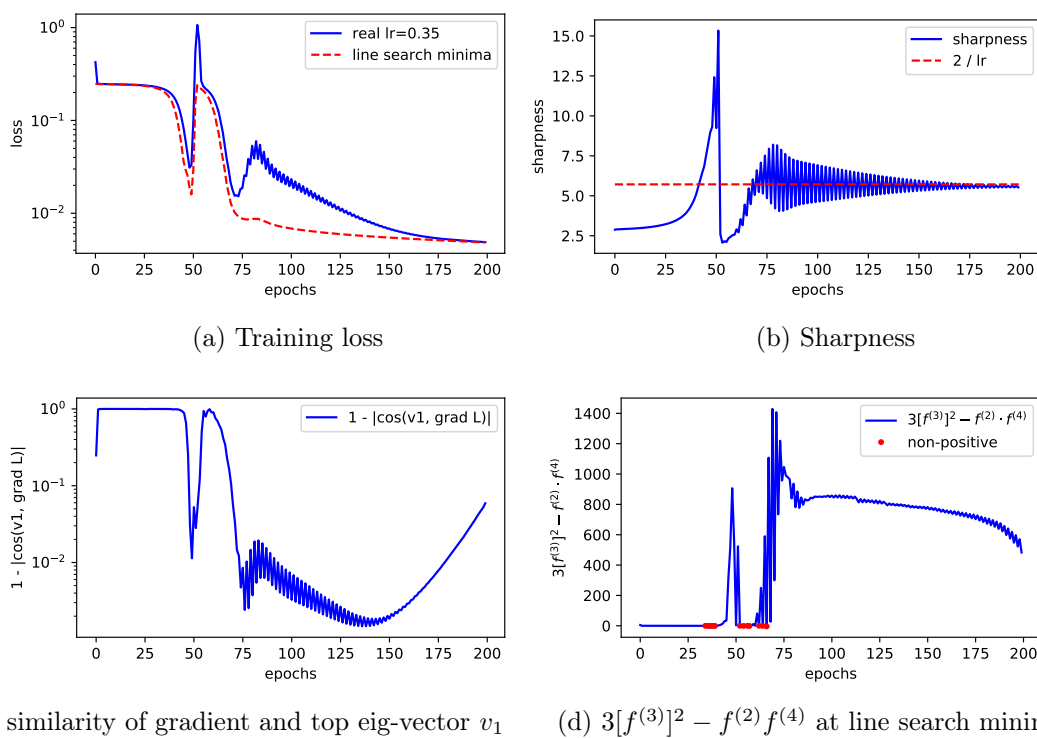 real lr=0.35
line search minima
10⁰
10⁻¹
10⁻²
loss
0 25 50 75 100 125 150 175 200
epochs
(a) Training loss
sharpness
2 / lr
15.0
12.5
10.0
7.5
5.0
2.5
sharpness
0 25 50 75 100 125 150 175 200
epochs
(b) Sharpness
1 - |cos(v1, grad L)|
10⁰
10⁻¹
10⁻²
1 - |cos(v1, grad L)|
0 25 50 75 100 125 150 175 200
epochs
similarity of gradient and top eig-vector v₁
3[f⁽³⁾]² − f⁽²⁾ · f⁽⁴⁾
non-positive
1400
1200
1000
800
600
400
200
0
3[f⁽³⁾]² − f⁽²⁾ · f⁽⁴⁾
0 25 50 75 100 125 150 175 200
epochs
(d) 3[f⁽³⁾]² − f⁽²⁾f⁽⁴⁾ at line search